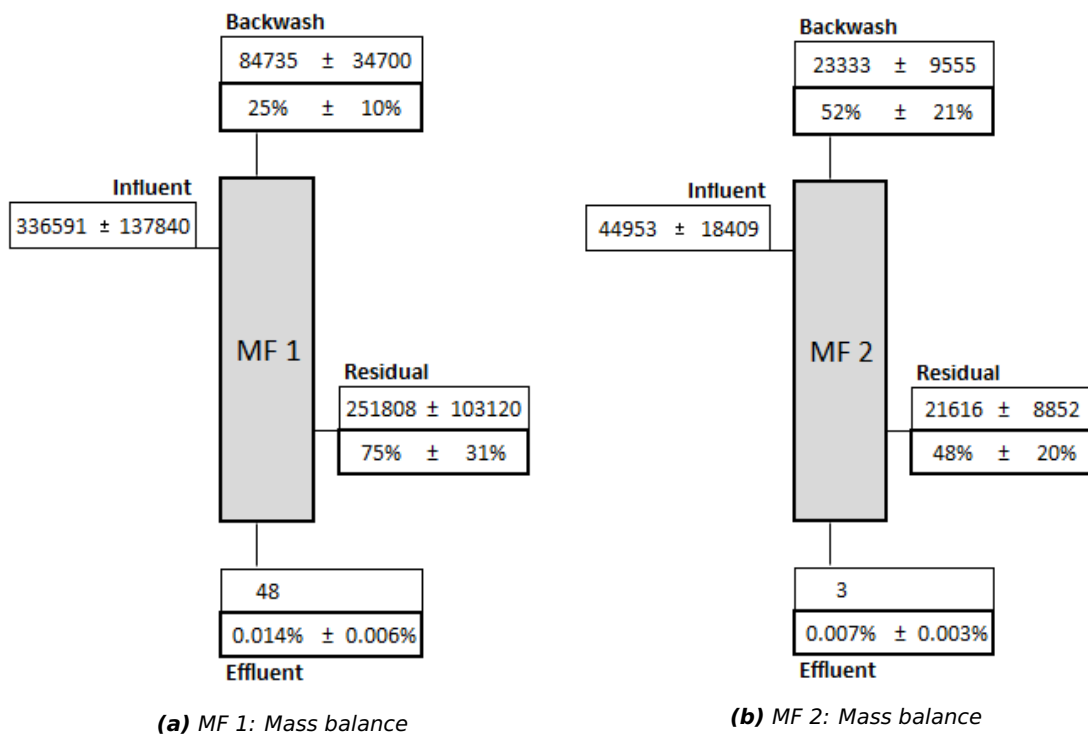 Backwash
84735 ± 34700
25% ± 10%
Influent
336591 ± 137840
MF 1
Residual
251808 ± 103120
75% ± 31%
48
0.014% ± 0.006%
Effluent
(a) MF 1: Mass balance
Backwash
23333 ± 9555
52% ± 21%
Influent
44953 ± 18409
MF 2
Residual
21616 ± 8852
48% ± 20%
3
0.007% ± 0.003%
Effluent
(b) MF 2: Mass balance